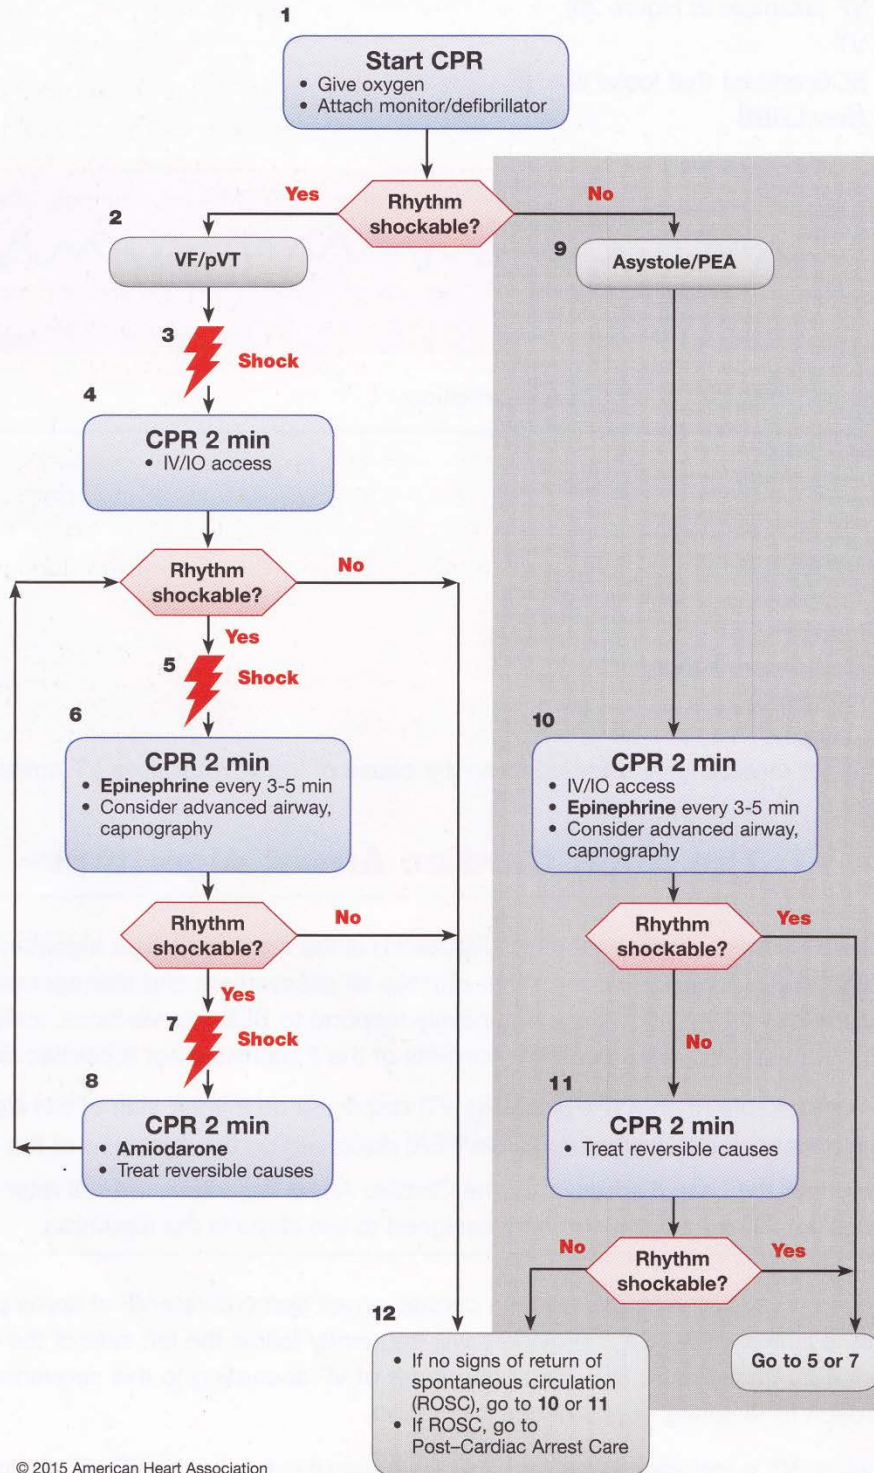 1
Start CPR
• Give oxygen
• Attach monitor/defibrillator
Rhythm
shockable?
Yes
No
2
VF/pVT
9
Asystole/PEA
3
Shock
4
CPR 2 min
• IV/IO access
Rhythm
shockable?
No
Yes
5
Shock
6
CPR 2 min
• Epinephrine every 3-5 min
• Consider advanced airway,
capnography
10
CPR 2 min
• IV/IO access
• Epinephrine every 3-5 min
• Consider advanced airway,
capnography
Rhythm
shockable?
No
Yes
Rhythm
shockable?
Yes
No
7
Shock
8
CPR 2 min
• Amiodarone
• Treat reversible causes
11
CPR 2 min
• Treat reversible causes
No
Rhythm
shockable?
Yes
12
• If no signs of return of
spontaneous circulation
(ROSC), go to 10 or 11
• If ROSC, go to
Post–Cardiac Arrest Care
Go to 5 or 7
© 2015 American Heart Association